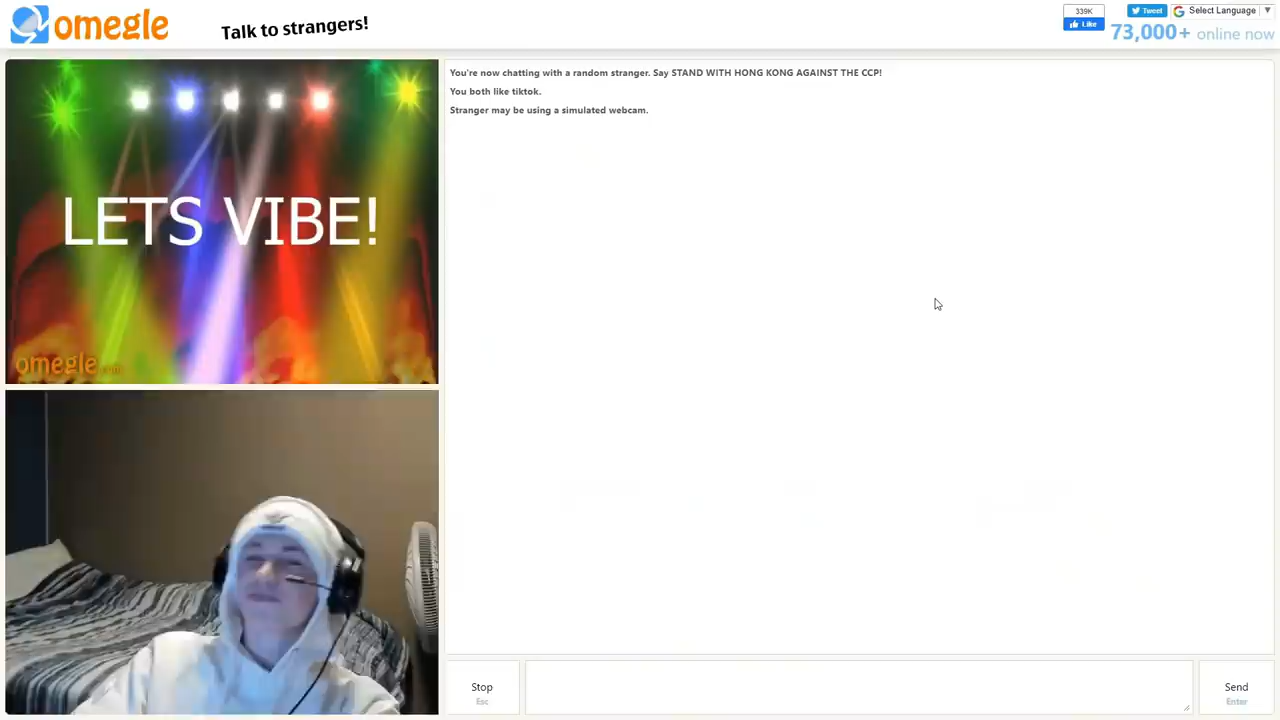 omegle
Talk to strangers!
339K
Like
Tweet
Select Language
73,000+ online now
LETS VIBE!
omegle.com
You're now chatting with a random stranger. Say STAND WITH HONG KONG AGAINST THE CCP!
You both like tiktok.
Stranger may be using a simulated webcam.
Stop
Esc
Send
Enter